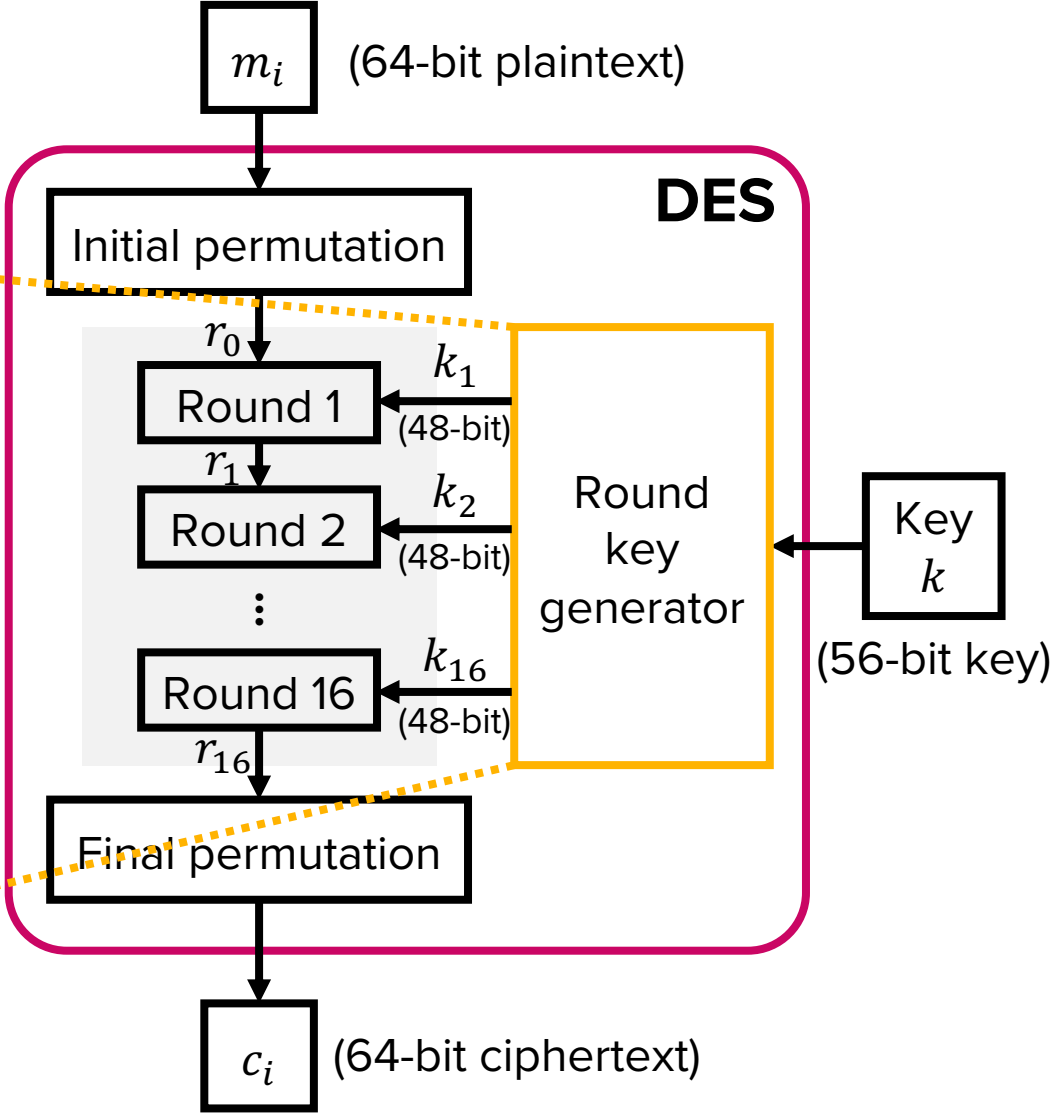 m_i (64-bit plaintext)
DES
Initial permutation
r_0
k_1
Round 1
(48-bit)
r_1
k_2
Round 2
(48-bit)
⋮
Round
key
generator
Key
k
(56-bit key)
k_16
Round 16
(48-bit)
r_16
Final permutation
c_i (64-bit ciphertext)